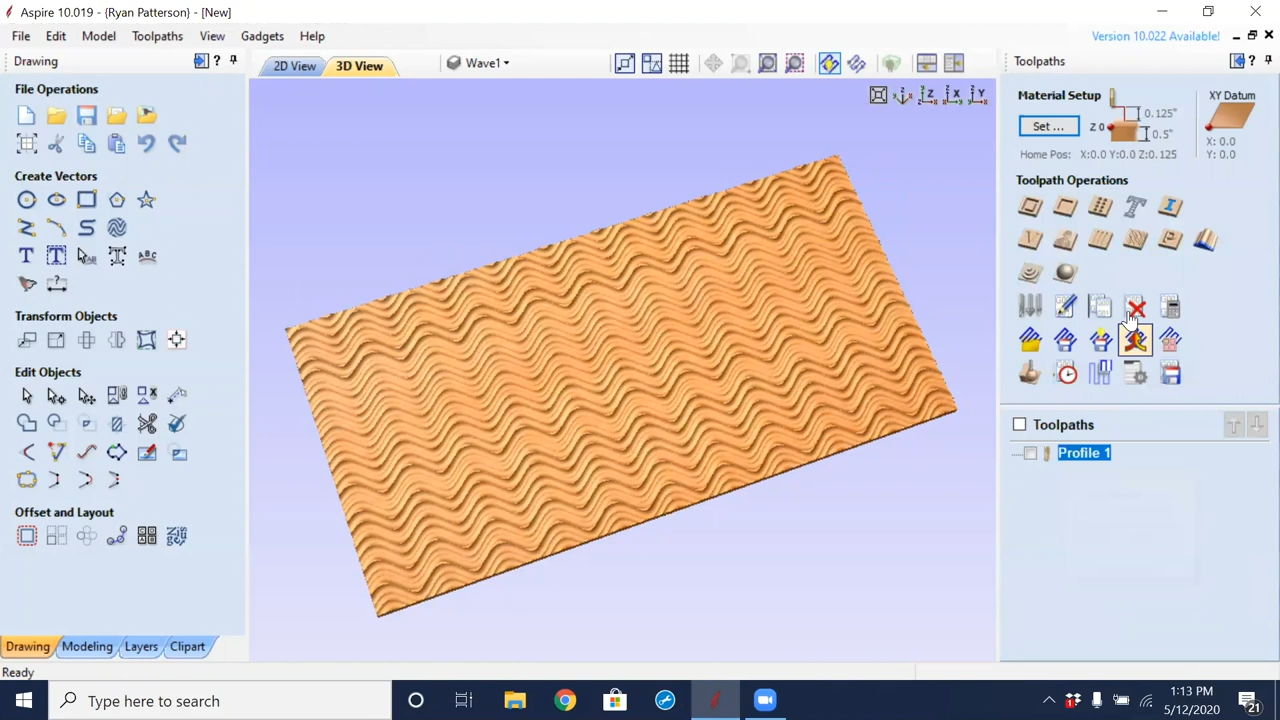 Aspire 10.019 - {Ryan Patterson} - [New]
File Edit Model Toolpaths View Gadgets Help
Version 10.022 Available!
Drawing
File Operations
Create Vectors
Transform Objects
Edit Objects
Offset and Layout
Drawing Modeling Layers Clipart
Ready
2D View 3D View
Wave1
Z X Y
Toolpaths
Material Setup
Set ...
Z 0
0.125"
0.5"
XY Datum
X: 0.0
Y: 0.0
Home Pos: X:0.0 Y:0.0 Z:0.125
Toolpath Operations
Toolpaths
Profile 1
Type here to search
1:13 PM
5/12/2020
21